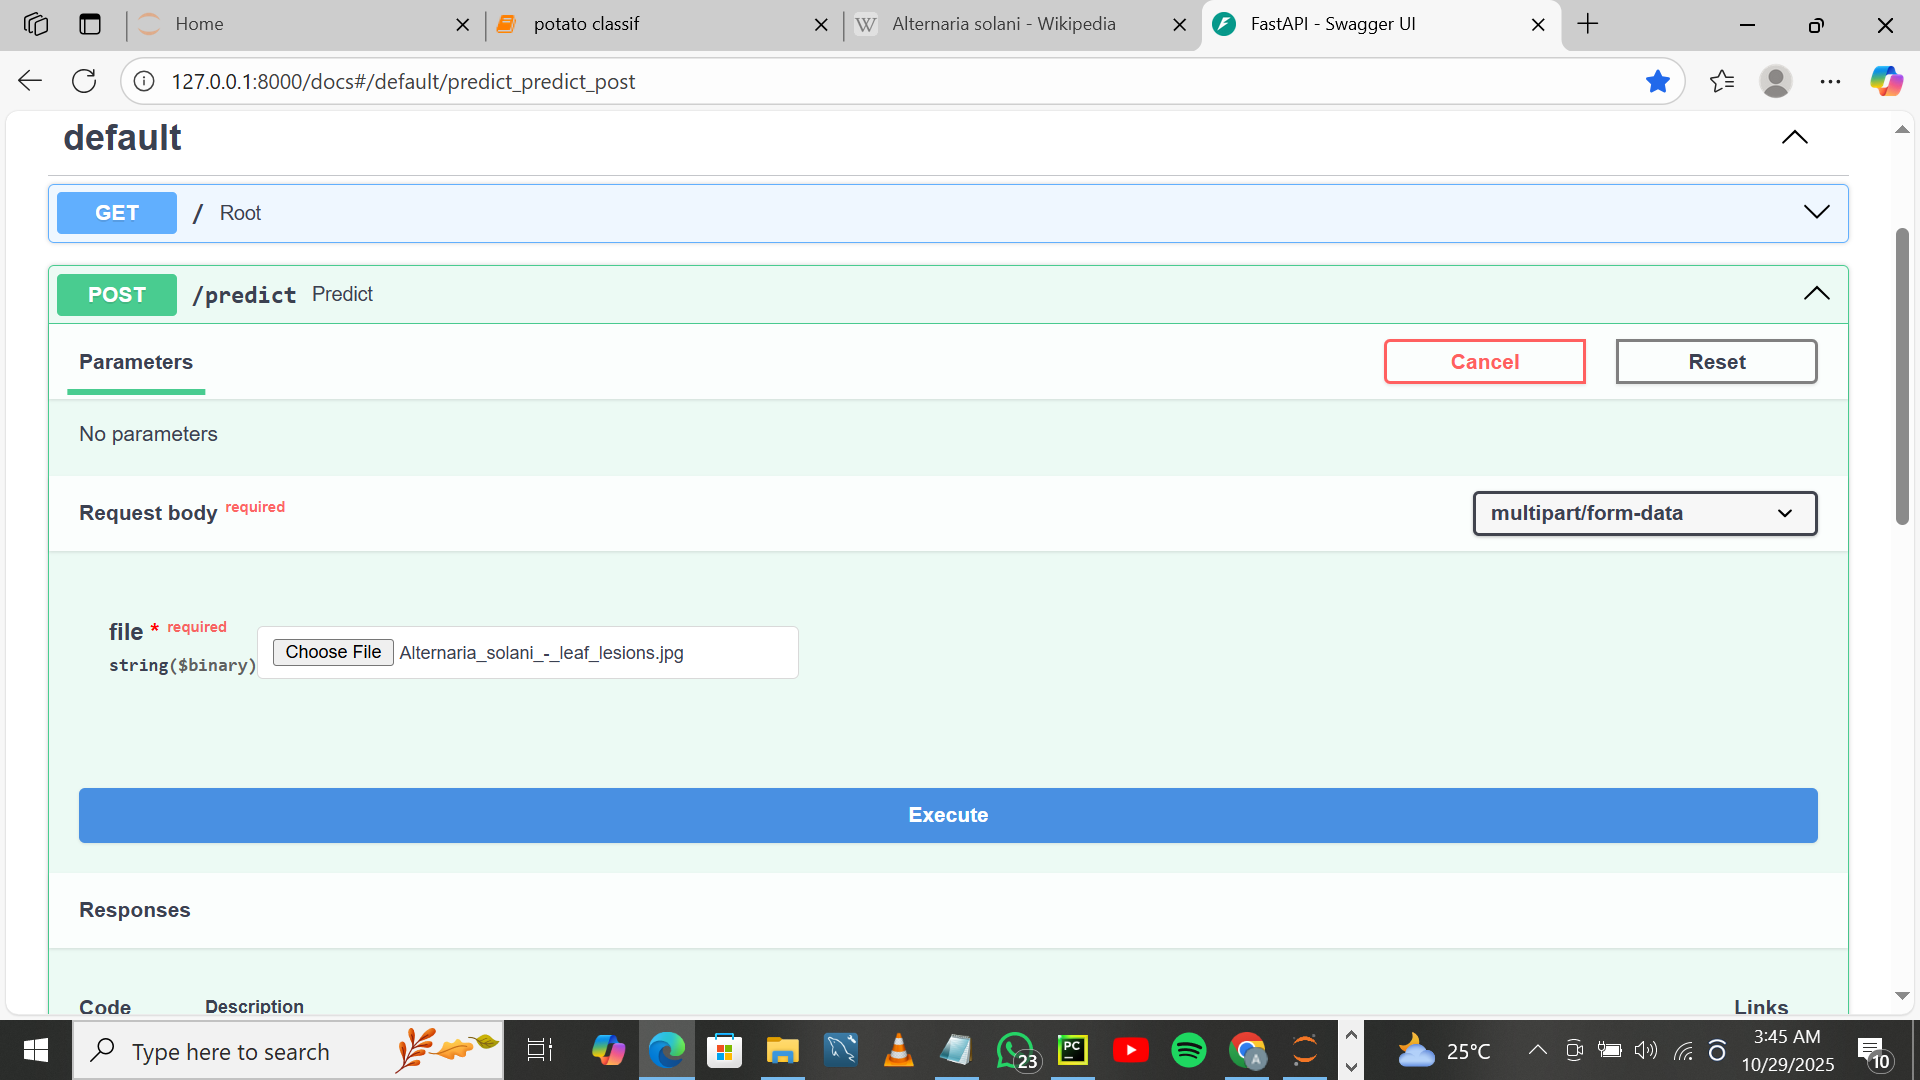 Home
potato classif
Alternaria solani - Wikipedia
FastAPI - Swagger UI
127.0.0.1:8000/docs#/default/predict_predict_post
default
GET / Root
POST /predict Predict
Parameters
Cancel
Reset
No parameters
Request body required
multipart/form-data
file * required
string($binary)
Choose File Alternaria_solani_-_leaf_lesions.jpg
Execute
Responses
Code Description Links
Type here to search
23
PC
A
25°C
3:45 AM
10/29/2025
10